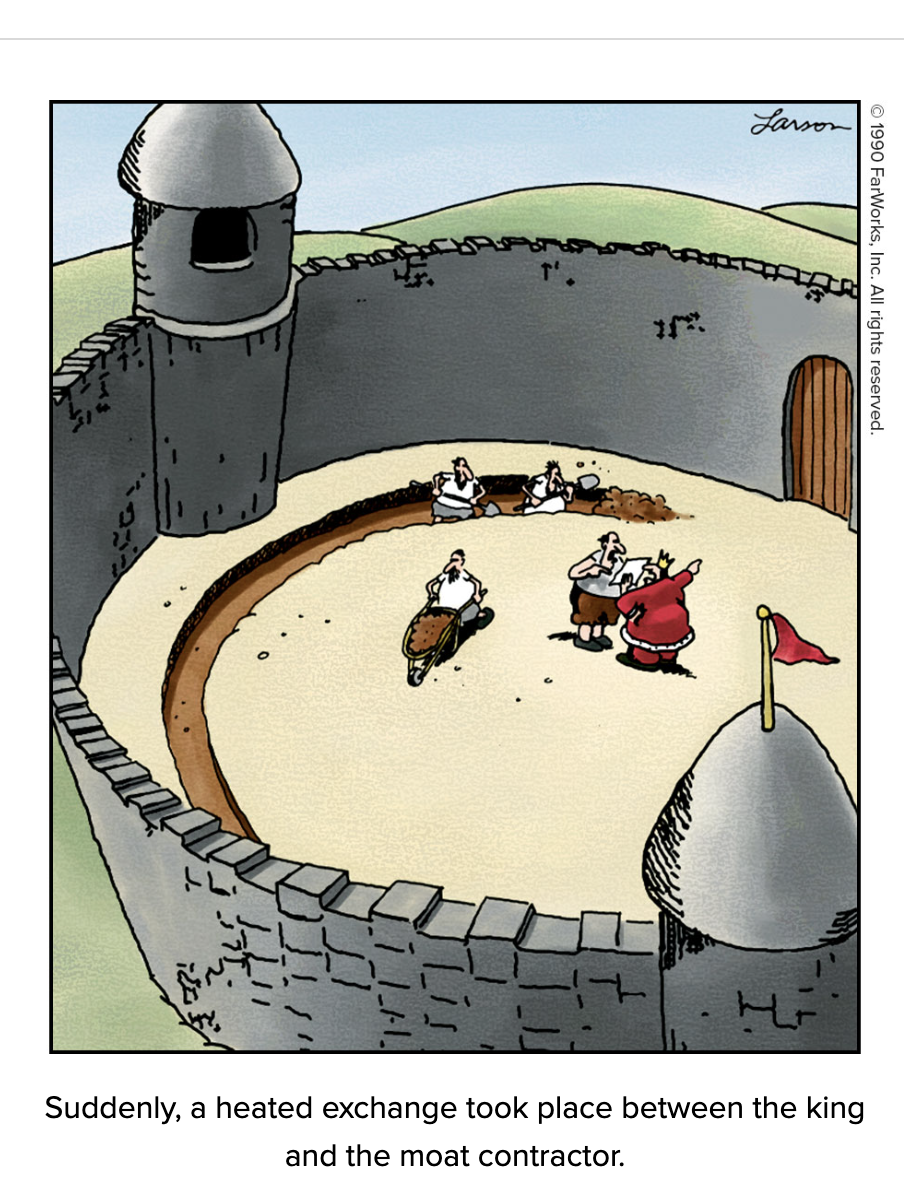 Larson
© 1990 FarWorks, Inc. All rights reserved.
Suddenly, a heated exchange took place between the king
and the moat contractor.